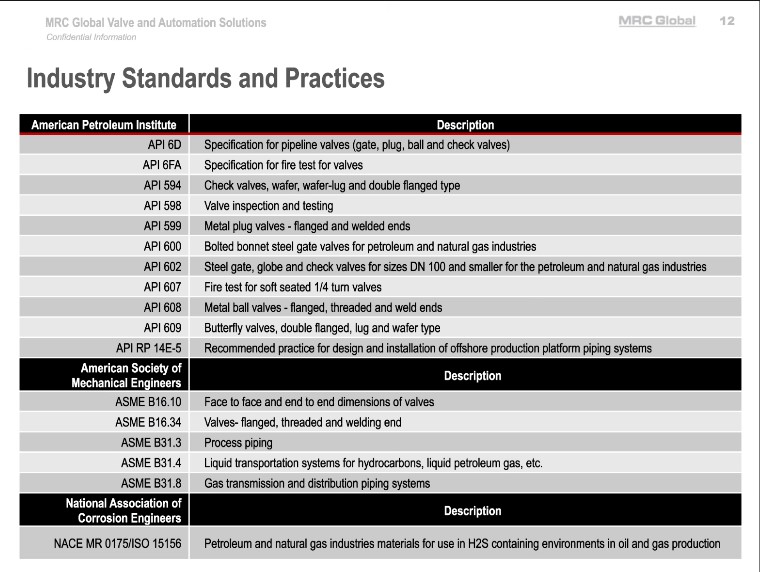 MRC Global Valve and Automation Solutions
Confidential Information
MRC Global 12
Industry Standards and Practices
American Petroleum Institute Description
API 6D Specification for pipeline valves (gate, plug, ball and check valves)
API 6FA Specification for fire test for valves
API 594 Check valves, wafer, wafer-lug and double flanged type
API 598 Valve inspection and testing
API 599 Metal plug valves - flanged and welded ends
API 600 Bolted bonnet steel gate valves for petroleum and natural gas industries
API 602 Steel gate, globe and check valves for sizes DN 100 and smaller for the petroleum and natural gas industries
API 607 Fire test for soft seated 1/4 turn valves
API 608 Metal ball valves - flanged, threaded and weld ends
API 609 Butterfly valves, double flanged, lug and wafer type
API RP 14E-5 Recommended practice for design and installation of offshore production platform piping systems
American Society of
Mechanical Engineers Description
ASME B16.10 Face to face and end to end dimensions of valves
ASME B16.34 Valves- flanged, threaded and welding end
ASME B31.3 Process piping
ASME B31.4 Liquid transportation systems for hydrocarbons, liquid petroleum gas, etc.
ASME B31.8 Gas transmission and distribution piping systems
National Association of
Corrosion Engineers Description
NACE MR 0175/ISO 15156 Petroleum and natural gas industries materials for use in H2S containing environments in oil and gas production